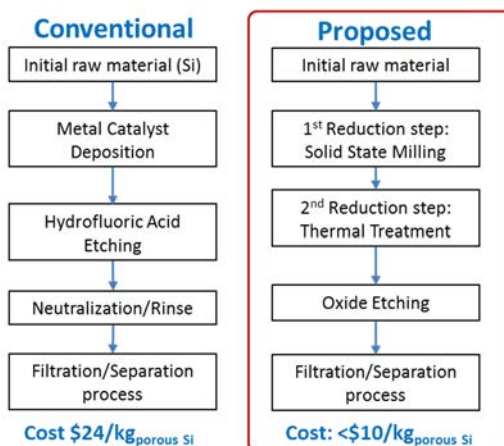 Conventional
Initial raw material (Si)
Metal Catalyst
Deposition
Hydrofluoric Acid
Etching
Neutralization/Rinse
Filtration/Separation
process
Cost $24/kgporous Si
Proposed
Initial raw material
1st Reduction step:
Solid State Milling
2nd Reduction step:
Thermal Treatment
Oxide Etching
Filtration/Separation
process
Cost: <$10/kgporous Si